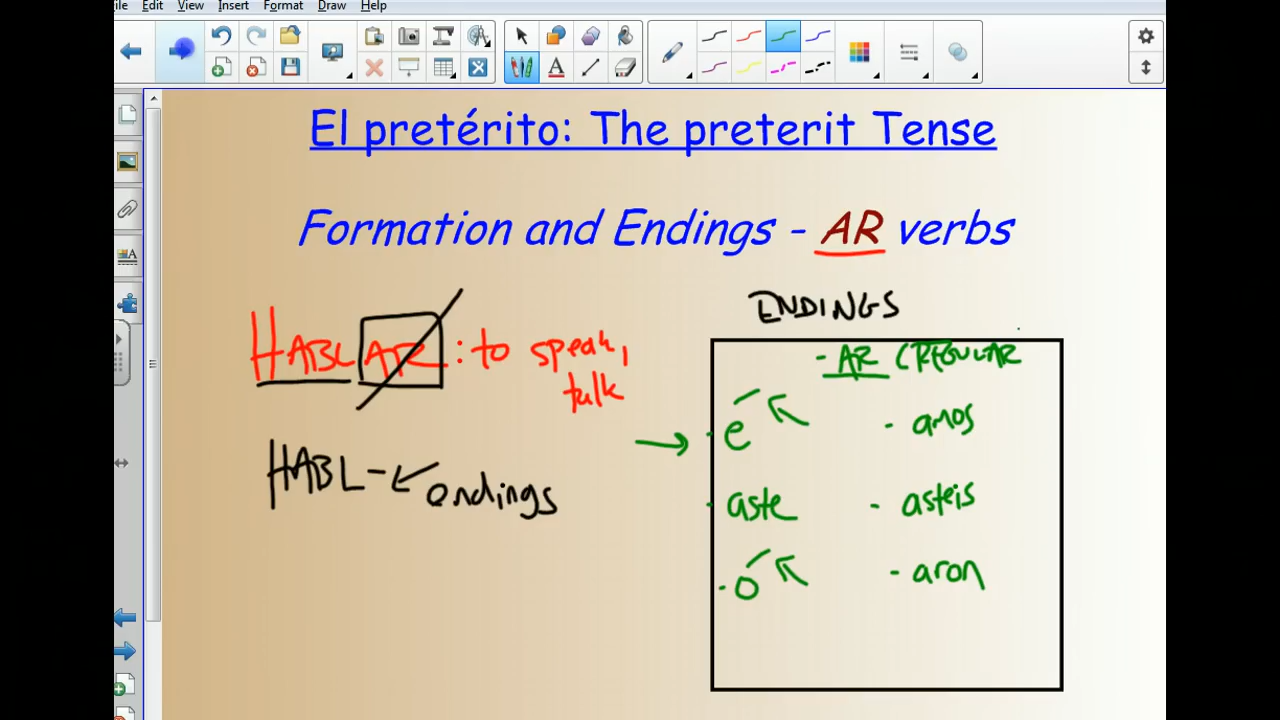 ile Edit View Insert Format Draw Help
El pretérito: The preterit Tense
Formation and Endings - AR verbs
HABLAR : to speak,
talk
HABL- endings
ENDINGS
- AR (REGULAR
- é - amos
- aste - asteis
- ó - aron